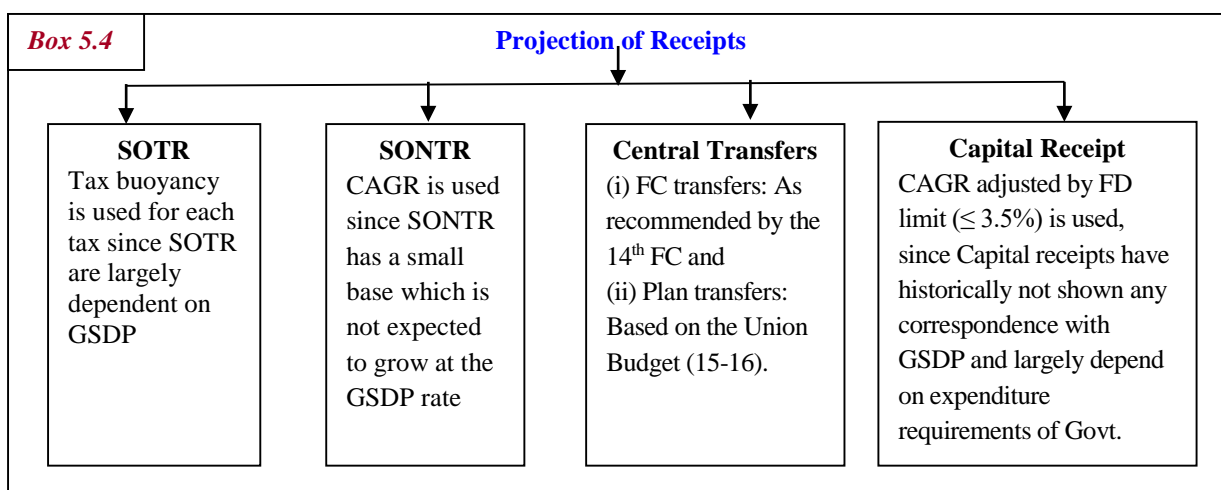 Box 5.4
Projection of Receipts
SOTR
Tax buoyancy
is used for each
tax since SOTR
are largely
dependent on
GSDP
SONTR
CAGR is used
since SONTR
has a small
base which is
not expected
to grow at the
GSDP rate
Central Transfers
(i) FC transfers: As
recommended by the
14th FC and
(ii) Plan transfers:
Based on the Union
Budget (15-16).
Capital Receipt
CAGR adjusted by FD
limit (≤ 3.5%) is used,
since Capital receipts have
historically not shown any
correspondence with
GSDP and largely depend
on expenditure
requirements of Govt.